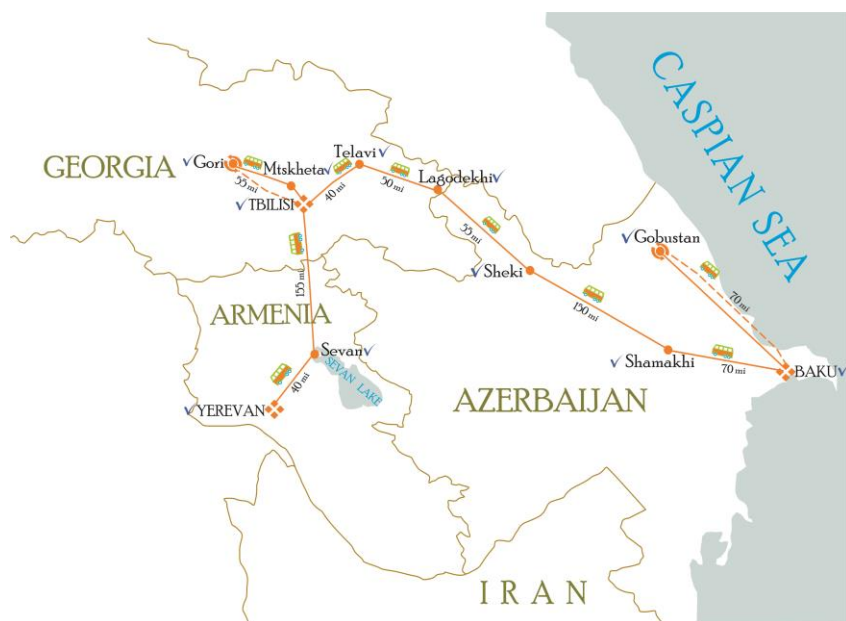 CASPIAN SEA
GEORGIA
Gori
Mtskheta
Telavi
Lagodekhi
55 mi
TBILISI
40 mi
50 mi
55 mi
Gobustan
Sheki
155 mi
150 mi
70 mi
ARMENIA
Sevan
SEVAN LAKE
40 mi
YEREVAN
Shamakhi
70 mi
BAKU
AZERBAIJAN
IRAN